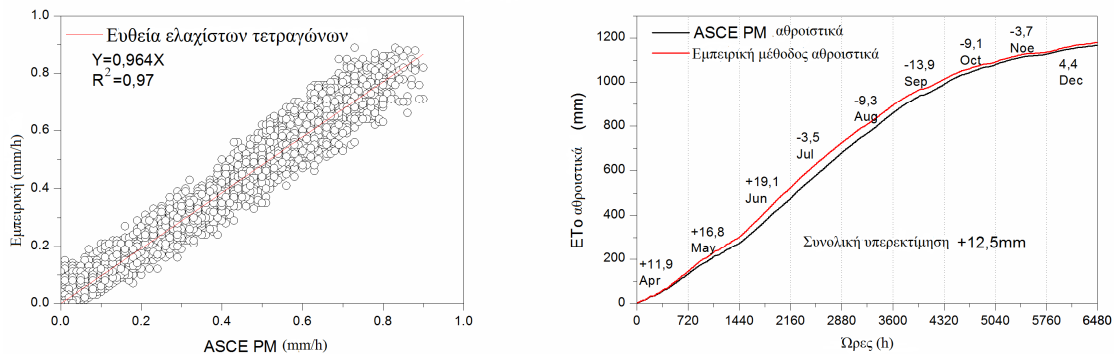 Ευθεία ελαχίστων τετραγώνων
Y=0,964X
R²=0,97
1.0
0.8
0.6
0.4
0.2
0.0
0.0 0.2 0.4 0.6 0.8 1.0
Εμπειρική (mm/h)
ASCE PM (mm/h)
ASCE PM αθροιστικά
Εμπειρική μέθοδος αθροιστικά
1200
1000
800
600
400
200
0
ETo αθροιστικά (mm)
+11,9
Apr
+16,8
May
+19,1
Jun
-3,5
Jul
-9,3
Aug
-13,9
Sep
-9,1
Oct
-3,7
Noe
4,4
Dec
Συνολική υπερεκτίμηση +12,5mm
0 720 1440 2160 2880 3600 4320 5040 5760 6480
Ώρες (h)